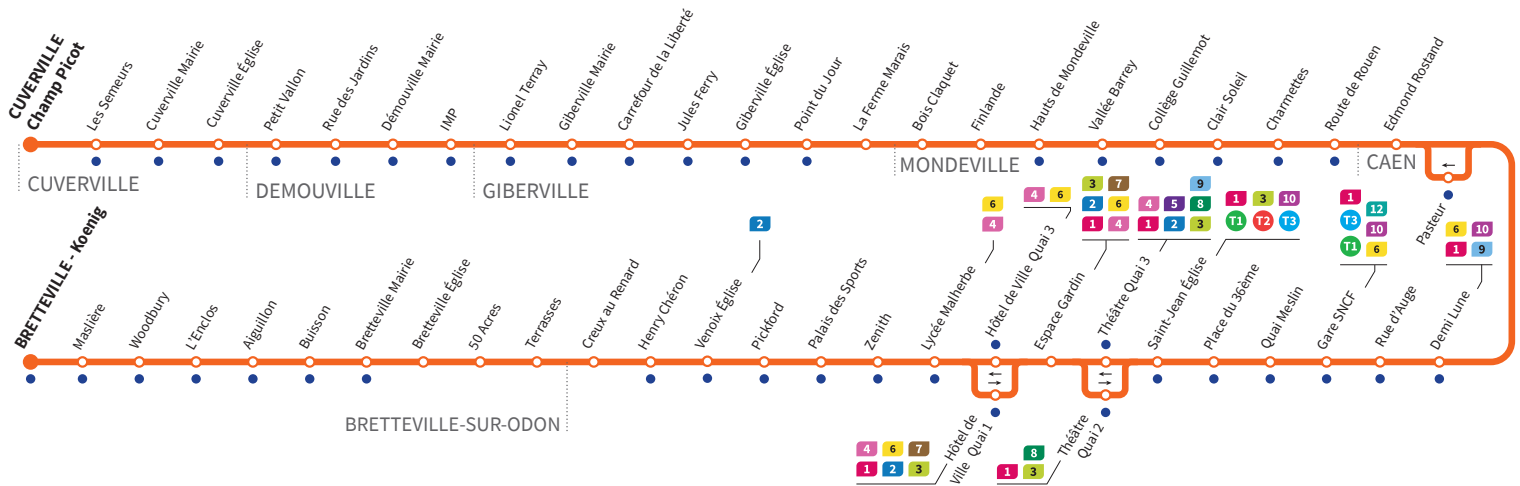 CUVERVILLE
Champ Picot
Les Semeurs
Cuverville Mairie
Cuverville Église
Petit Vallon
Rue des Jardins
Démouville Mairie
IMP
Lionel Terray
Giberville Mairie
Carrefour de la Liberté
Jules Ferry
Giberville Église
Point du Jour
La Ferme Marais
Bois Claquet
Finlande
Hauts de Mondeville
Vallée Barrey
Collège Guillemot
Clair Soleil
Charmettes
Route de Rouen
Edmond Rostand
CUVERVILLE
DEMOUVILLE
GIBERVILLE
MONDEVILLE
CAEN
Pasteur
BRETTEVILLE - Koenig
Maslière
Woodbury
L'Enclos
Aiguillon
Buisson
Bretteville Mairie
Bretteville Église
50 Acres
Terrasses
Creux au Renard
Henry Chéron
Venoix Église
2
Pickford
Palais des Sports
Zenith
Lycée Malherbe
6
4
Hôtel de Ville Quai 3
4 6
Espace Gardin
3 7
2 6
1 4
Théâtre Quai 3
9
4 5 8
1 2 3
Saint-Jean Église
1 3 10
T1 T2 T3
Place du 36ème
Quai Meslin
Gare SNCF
1
T3 12
10
T1 6
Rue d'Auge
Demi Lune
6 10
1 9
BRETTEVILLE-SUR-ODON
4 6 7
1 2 3
Hôtel de
Ville Quai 1
8
1 3
Théâtre
Quai 2